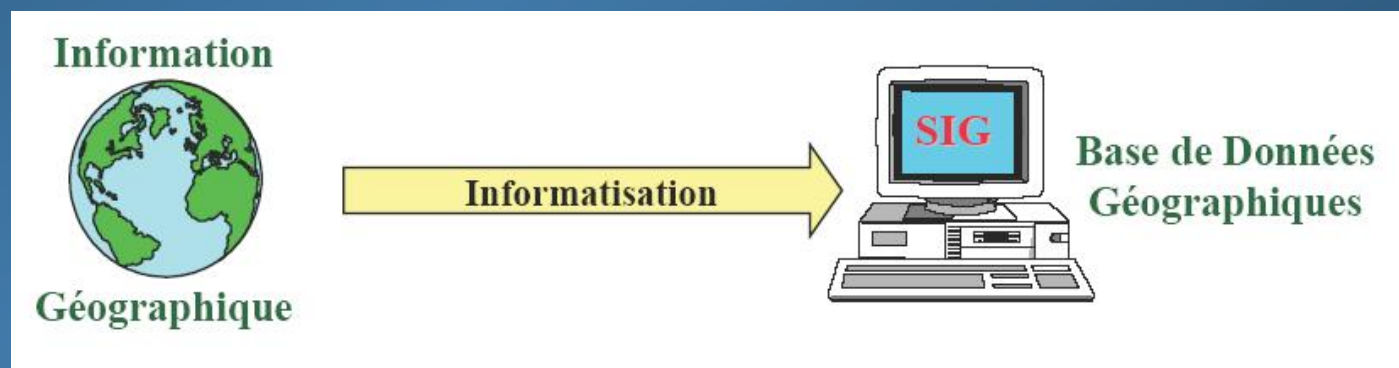 Information
Géographique
Informatisation
SIG
Base de Données
Géographiques